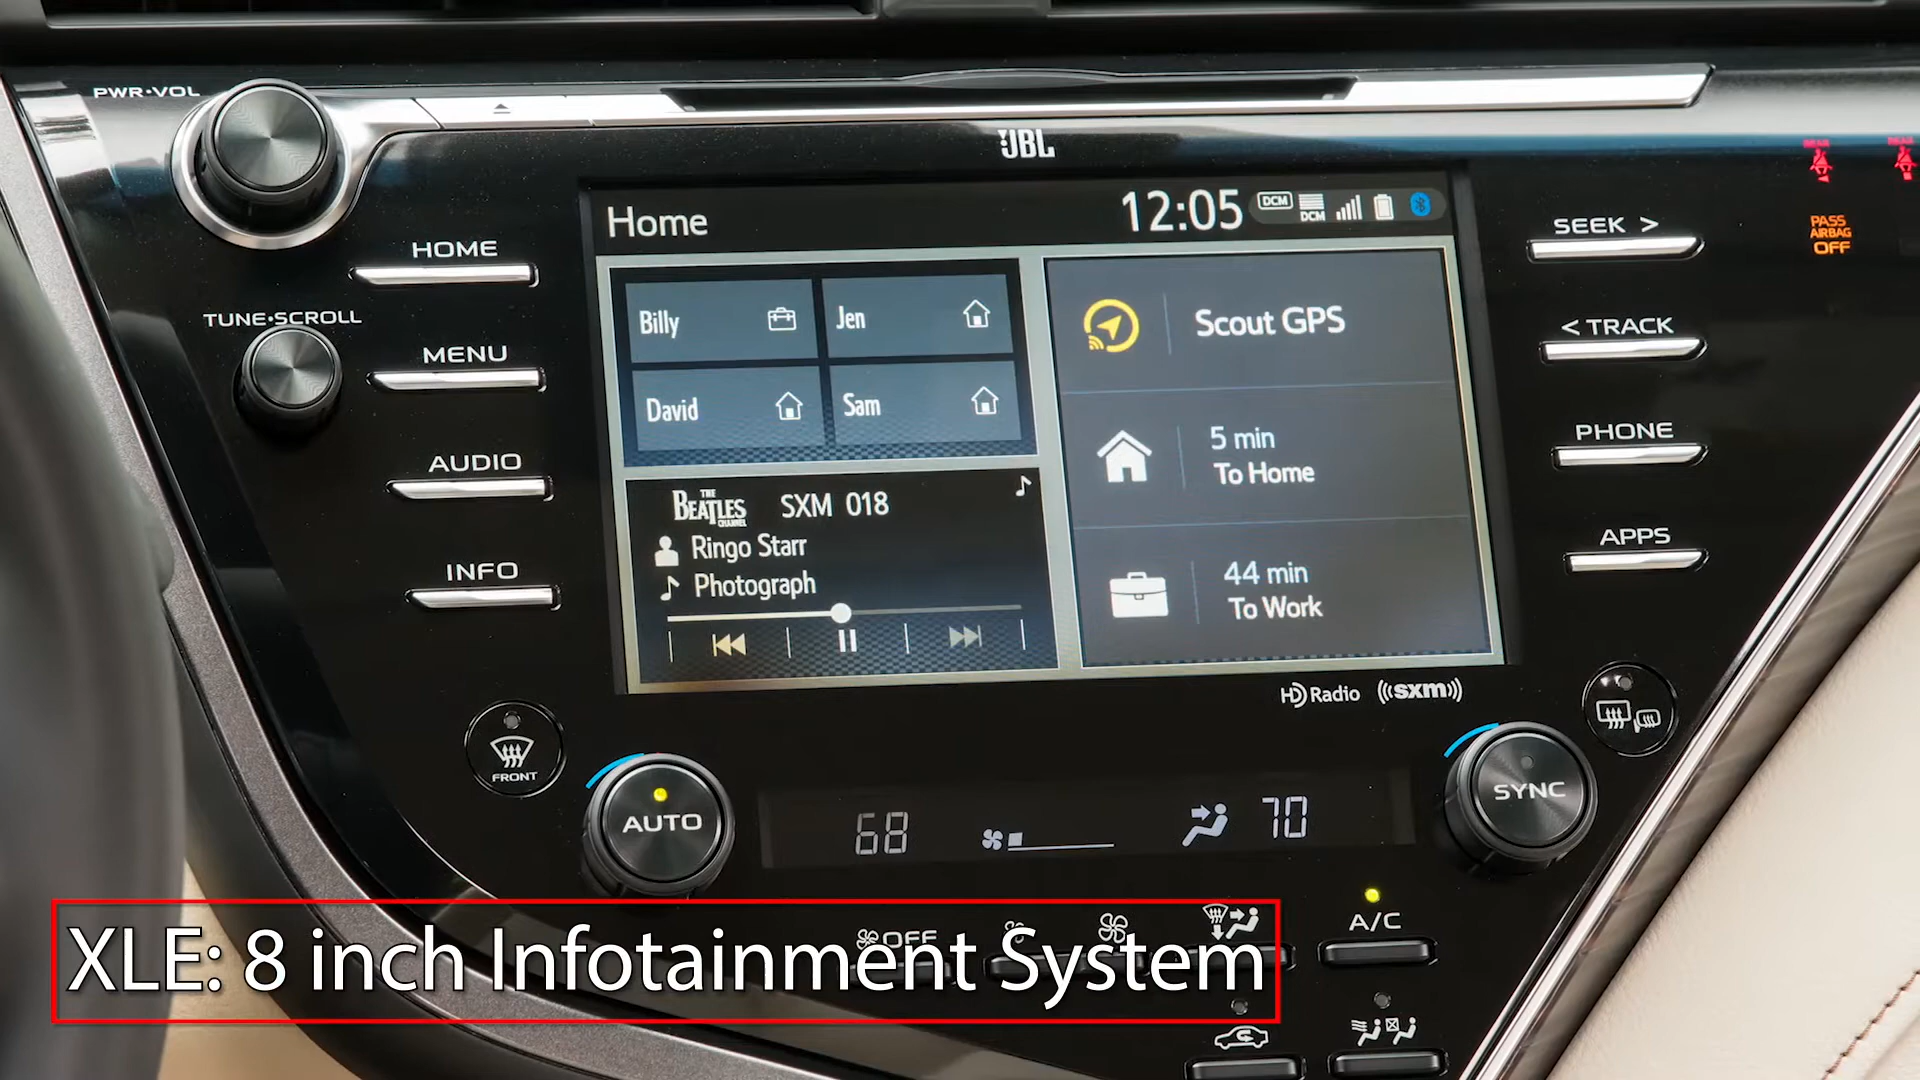 PWR•VOL
JBL
HOME
TUNE•SCROLL
MENU
AUDIO
INFO
Home
12:05
DCM
DCM
Billy
Jen
David
Sam
THE
BEATLES
CHANNEL
SXM 018
Ringo Starr
Photograph
Scout GPS
5 min
To Home
44 min
To Work
SEEK >
< TRACK
PHONE
APPS
PASS
AIRBAG
OFF
HD Radio
((sxm))
FRONT
AUTO
68
70
SYNC
OFF
A/C
XLE: 8 inch Infotainment System